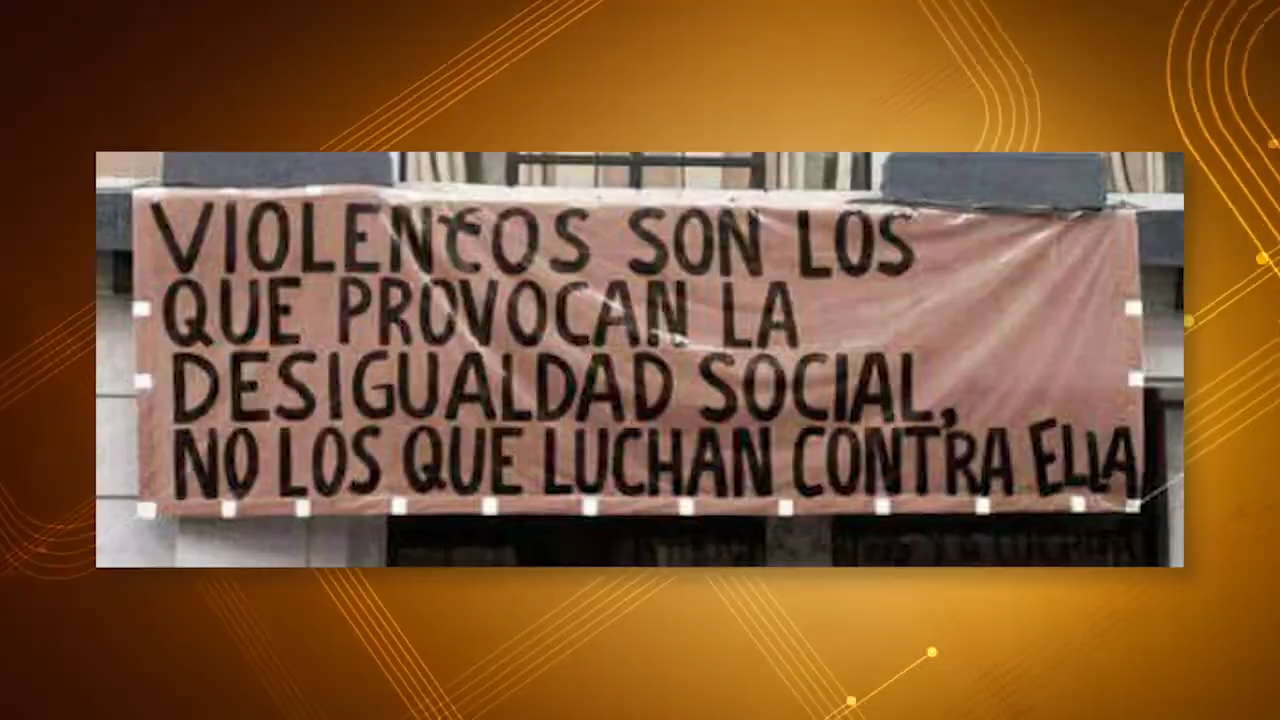 VIOLENTOS SON LOS
QUE PROVOCAN LA
DESIGUALDAD SOCIAL,
NO LOS QUE LUCHAN CONTRA ELLA